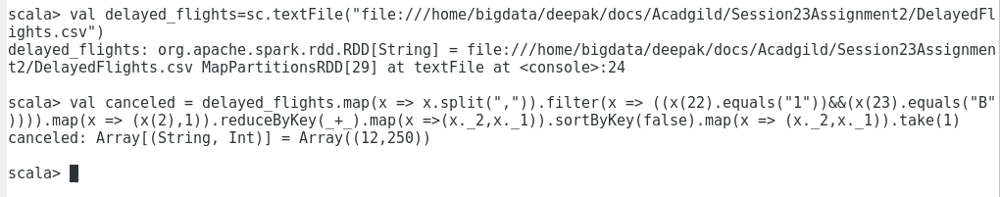 scala> val delayed_flights=sc.textFile("file:///home/bigdata/deepak/docs/Acadgild/Session23Assignment2/DelayedFl
ights.csv")
delayed_flights: org.apache.spark.rdd.RDD[String] = file:///home/bigdata/deepak/docs/Acadgild/Session23Assignmen
t2/DelayedFlights.csv MapPartitionsRDD[29] at textFile at <console>:24
scala> val canceled = delayed_flights.map(x => x.split(",")).filter(x => ((x(22).equals("1"))&&(x(23).equals("B"
)))).map(x => (x(2),1)).reduceByKey(_+_).map(x =>(x._2,x._1)).sortByKey(false).map(x => (x._2,x._1)).take(1)
canceled: Array[(String, Int)] = Array((12,250))
scala>